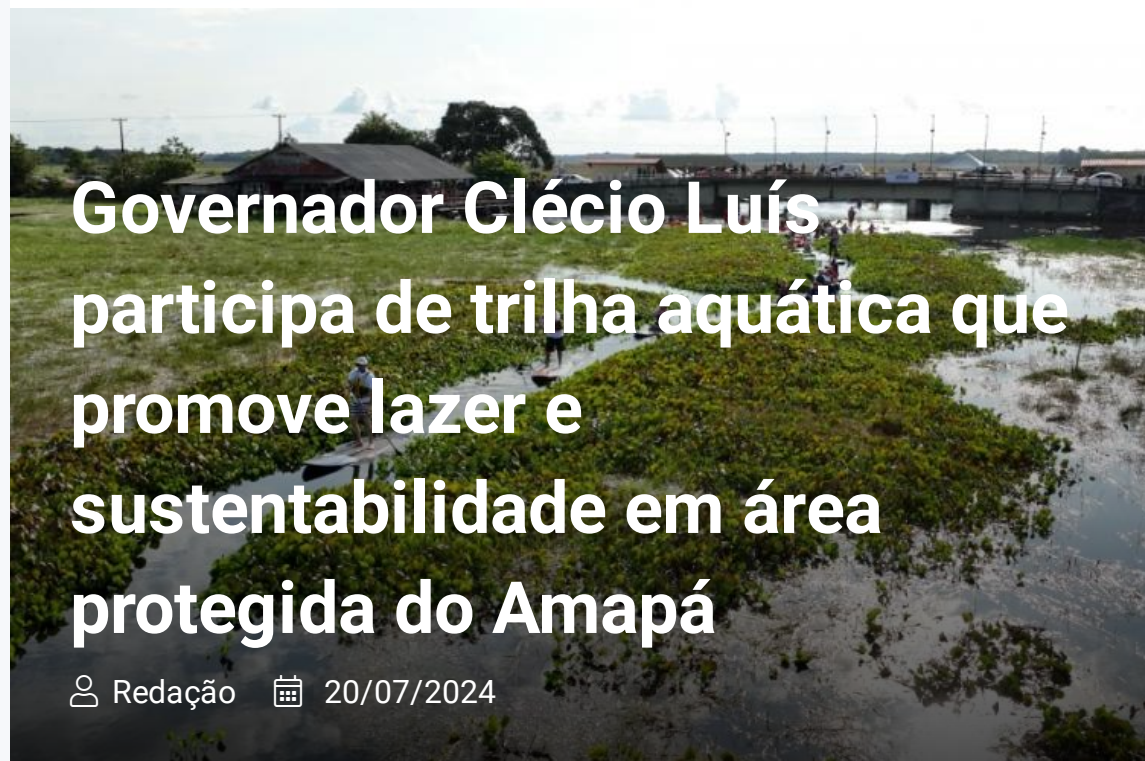 Governador Clécio Luís
participa de trilha aquática que
promove lazer e
sustentabilidade em área
protegida do Amapá
Redação 20/07/2024